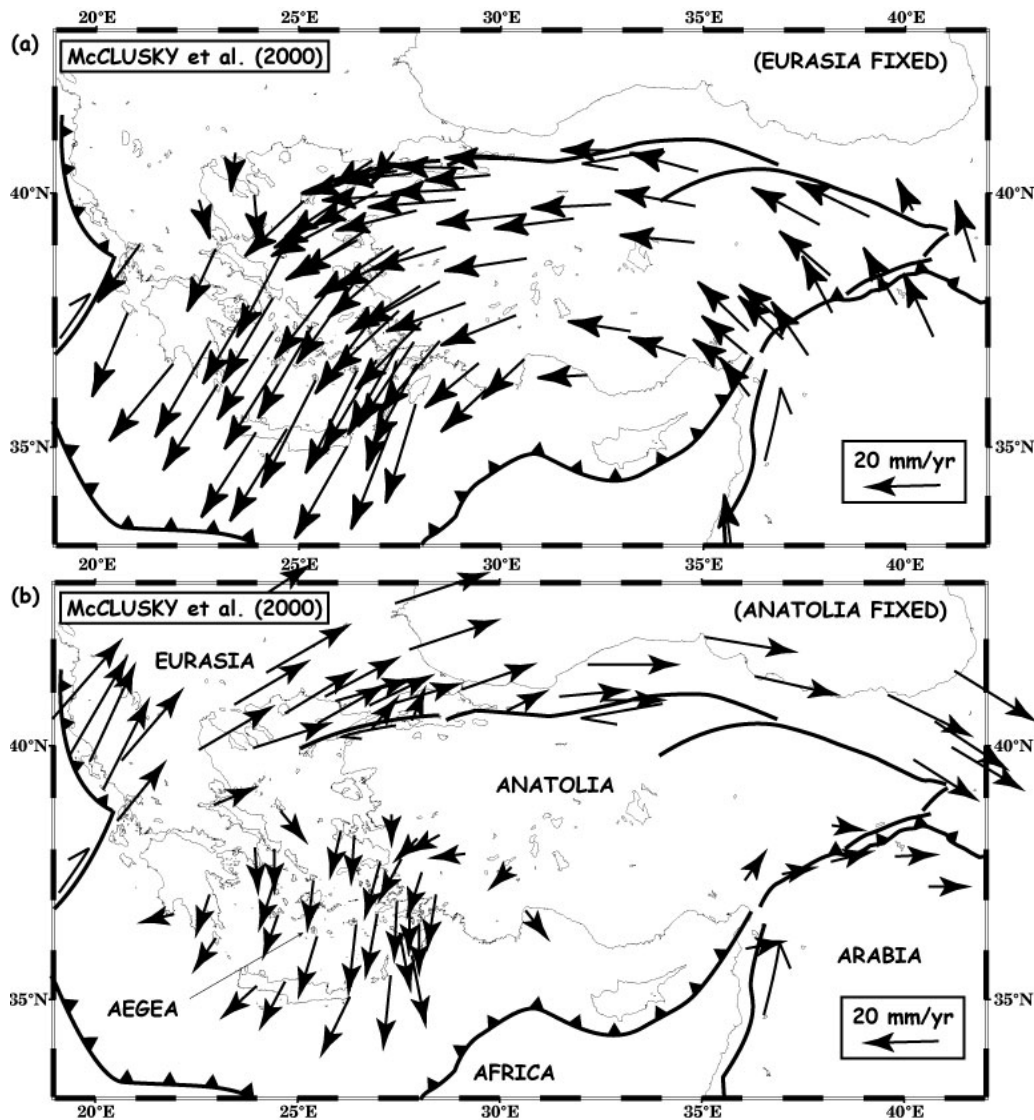 20°E 25°E 30°E 35°E 40°E
(a)
McCLUSKY et al. (2000) (EURASIA FIXED)
40°N 40°N
35°N 35°N
20 mm/yr
20°E 25°E 30°E 35°E 40°E
(b)
McCLUSKY et al. (2000) (ANATOLIA FIXED)
EURASIA
40°N 40°N
ANATOLIA
ARABIA
AEGEA
35°N 35°N
20 mm/yr
AFRICA
20°E 25°E 30°E 35°E 40°E